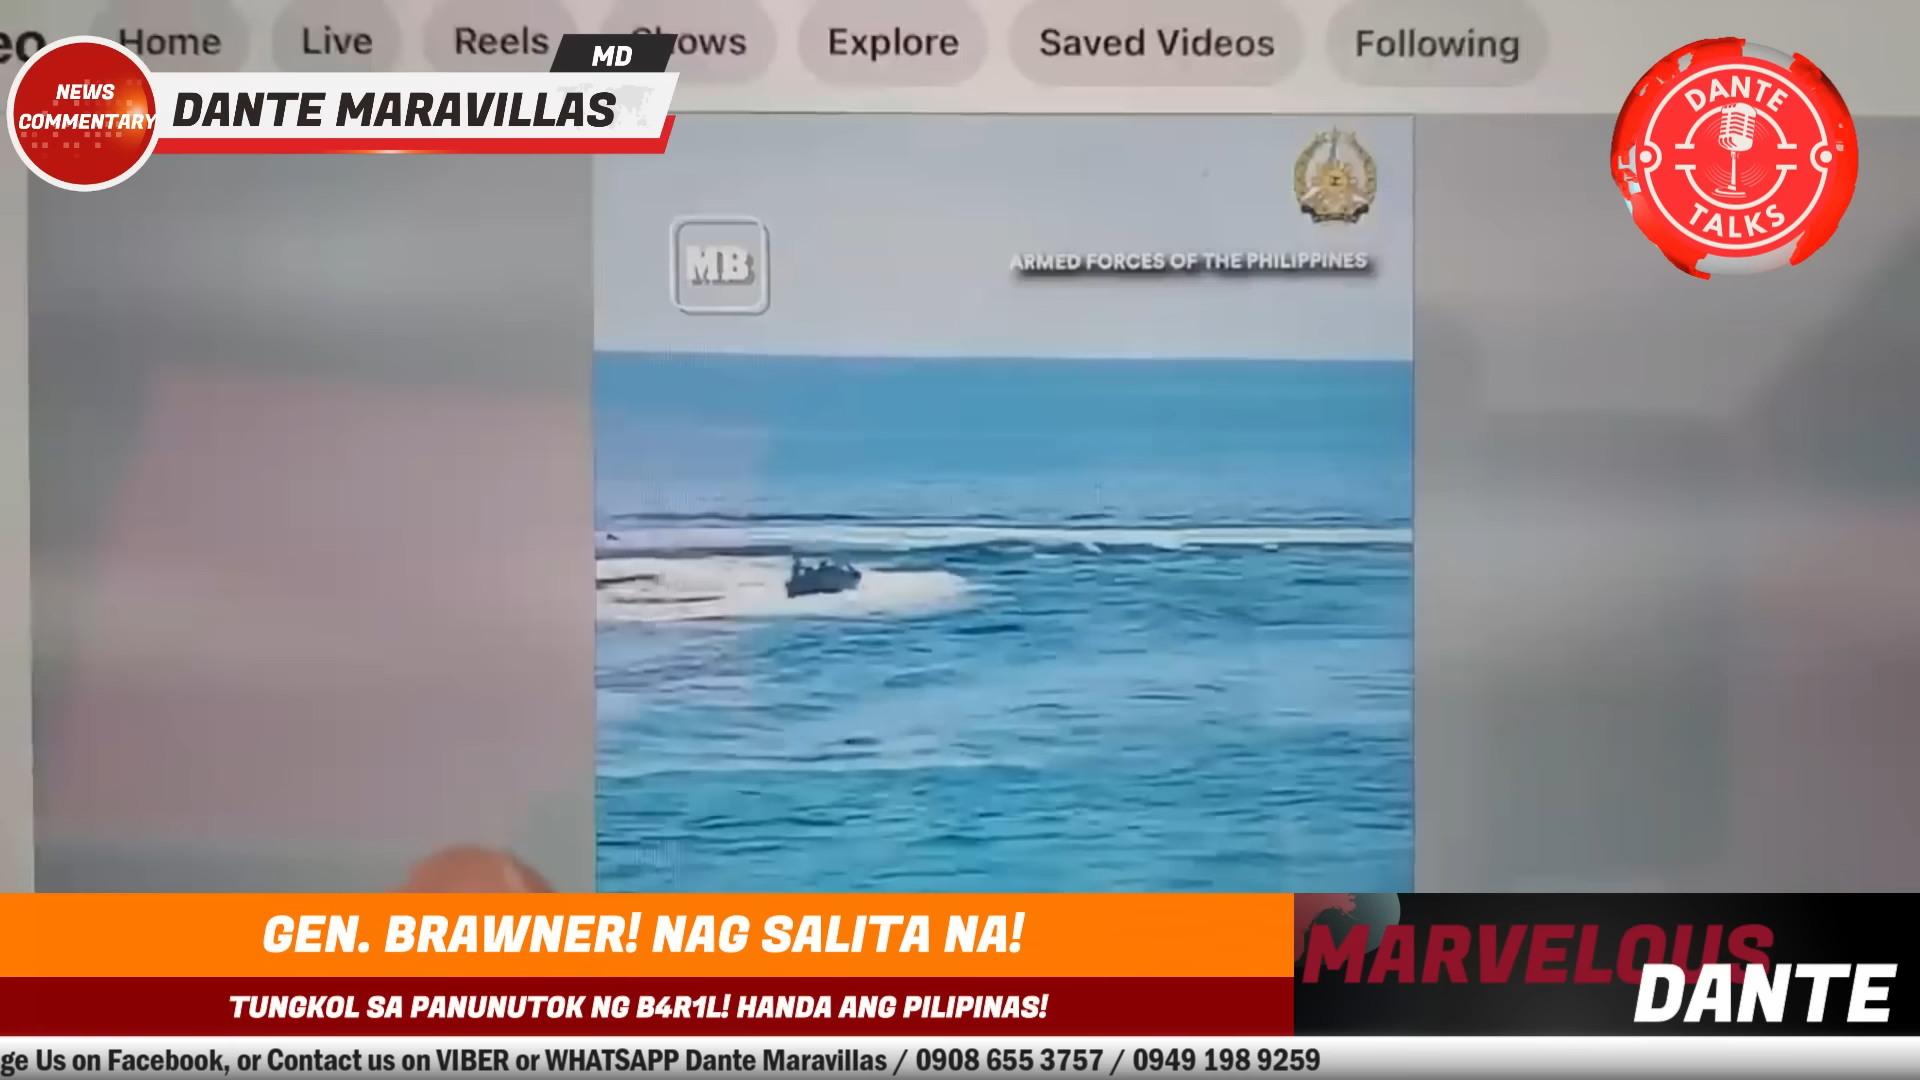 Home
Live
Reels
Shows
Explore
Saved Videos
Following
MD
NEWS
COMMENTARY
DANTE MARAVILLAS
DANTE
TALKS
MB
ARMED FORCES OF THE PHILIPPINES
GEN. BRAWNER! NAG SALITA NA!
TUNGKOL SA PANUNUTOK NG B4R1L! HANDA ANG PILIPINAS!
MARVELOUS
DANTE
ge Us on Facebook, or Contact us on VIBER or WHATSAPP Dante Maravillas / 0908 655 3757 / 0949 198 9259